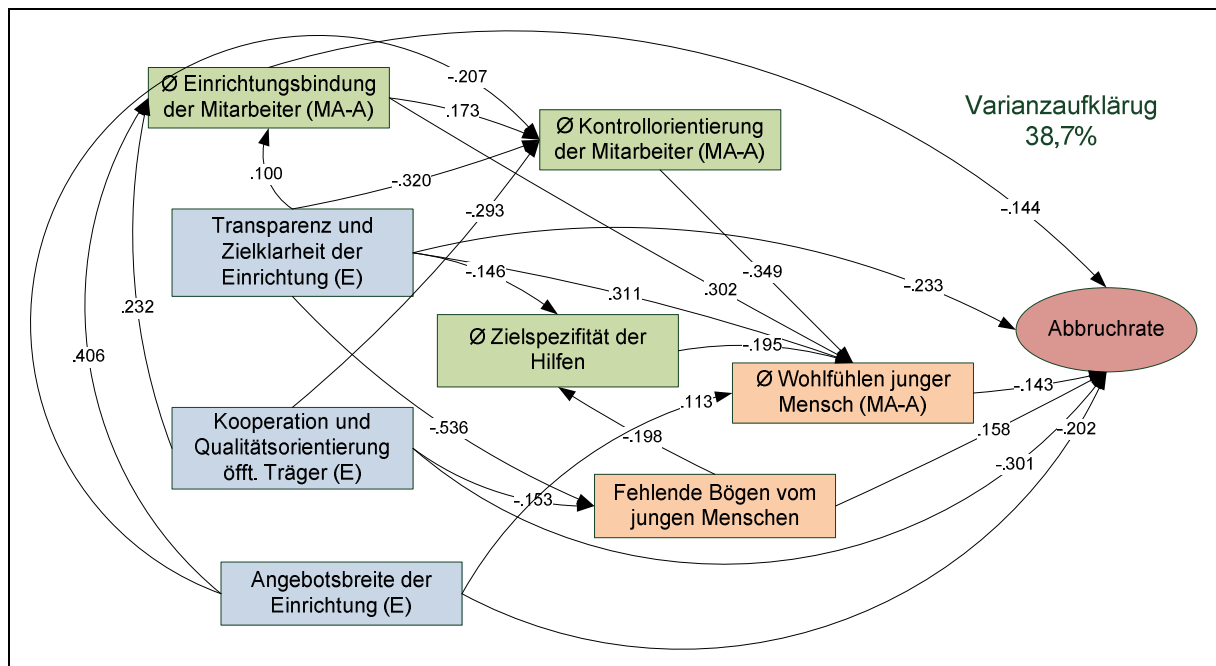 Ø Einrichtungsbindung
der Mitarbeiter (MA-A)
-.207
.173
Ø Kontrollorientierung
der Mitarbeiter (MA-A)
Varianzaufklärug
38,7%
.100
-.320
-.293
-.144
Transparenz und
Zielklarheit der
Einrichtung (E)
-.146
.311
.302
-.349
-.233
.232
.406
Ø Zielspezifität der
Hilfen
-.195
Abbruchrate
Ø Wohlfühlen junger
Mensch (MA-A)
.113
-.143
Kooperation und
Qualitätsorientierung
öfft. Träger (E)
-.536
-.198
.158
-.202
-.301
-.153
Fehlende Bögen vom
jungen Menschen
Angebotsbreite der
Einrichtung (E)